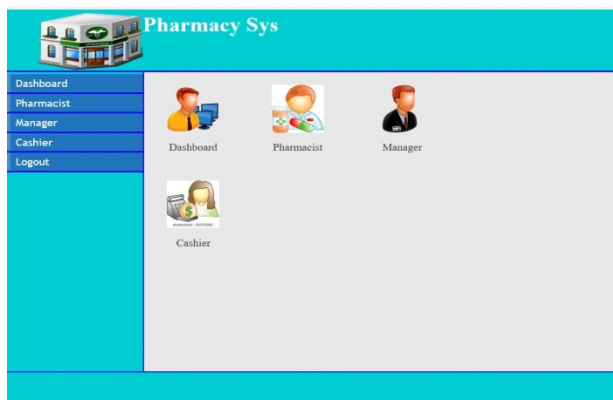 Pharmacy Sys
Dashboard
Pharmacist
Manager
Cashier
Logout
Dashboard
Pharmacist
Manager
Cashier